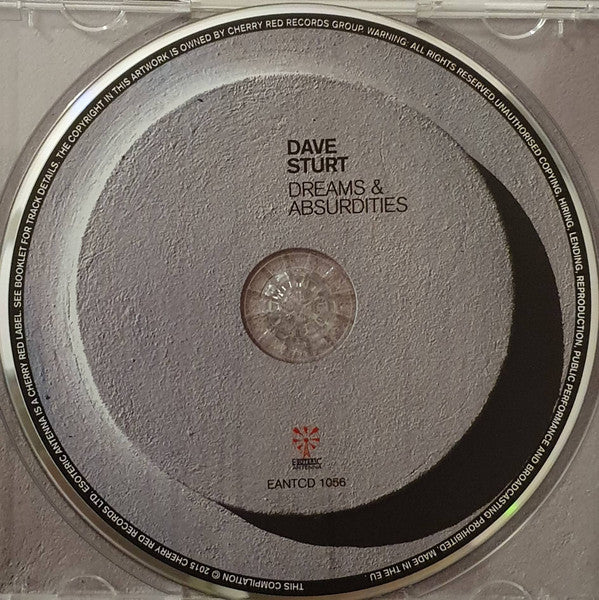 DAVE
STURT
DREAMS &
ABSURDITIES
ESOTERIC
ANTENNA
EANTCD 1056
THIS COMPILATION © 2015 CHERRY RED RECORDS LTD. ESOTERIC ANTENNA IS A CHERRY RED LABEL. SEE BOOKLET FOR TRACK DETAILS. THE COPYRIGHT IN THIS ARTWORK IS OWNED BY CHERRY RED RECORDS GROUP. WARNING: ALL RIGHTS RESERVED UNAUTHORISED COPYING, HIRING, LENDING, REPRODUCTION, PUBLIC PERFORMANCE AND BROADCASTING PROHIBITED. MADE IN THE EU.